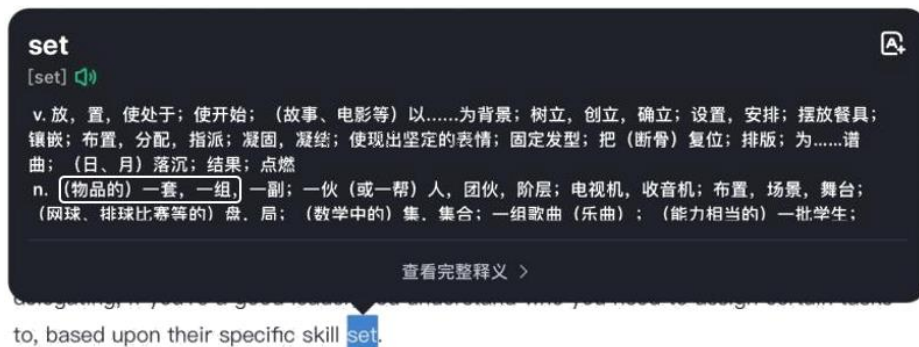 set
[set]
v. 放，置，使处于；使开始；（故事、电影等）以……为背景；树立，创立，确立；设置，安排；摆放餐具；
镶嵌；布置，分配，指派；凝固，凝结；使现出坚定的表情；固定发型；把（断骨）复位；排版；为……谱
曲；（日、月）落沉；结果；点燃
n. （物品的）一套，一组，一副；一伙（或一帮）人，团伙，阶层；电视机，收音机；布置，场景，舞台；
（网球、排球比赛等的）盘、局；（数学中的）集、集合；一组歌曲（乐曲）；（能力相当的）一批学生；
查看完整释义 >
to, based upon their specific skill set.